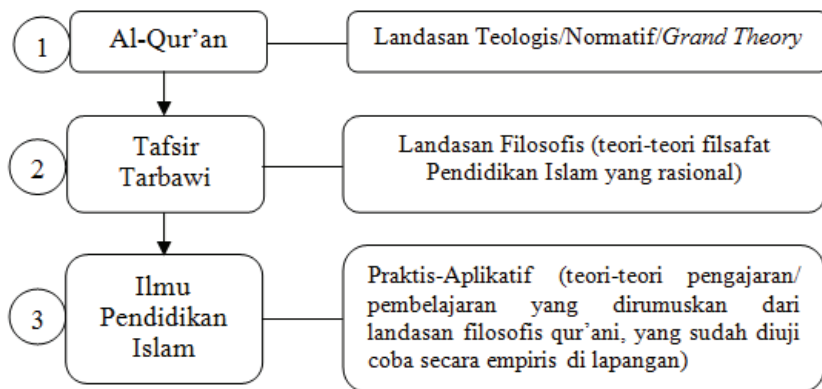 1
Al-Qur'an
Landasan Teologis/Normatif/Grand Theory
2
Tafsir
Tarbawi
Landasan Filosofis (teori-teori filsafat
Pendidikan Islam yang rasional)
3
Ilmu
Pendidikan
Islam
Praktis-Aplikatif (teori-teori pengajaran/
pembelajaran yang dirumuskan dari
landasan filosofis qur'ani, yang sudah diuji
coba secara empiris di lapangan)